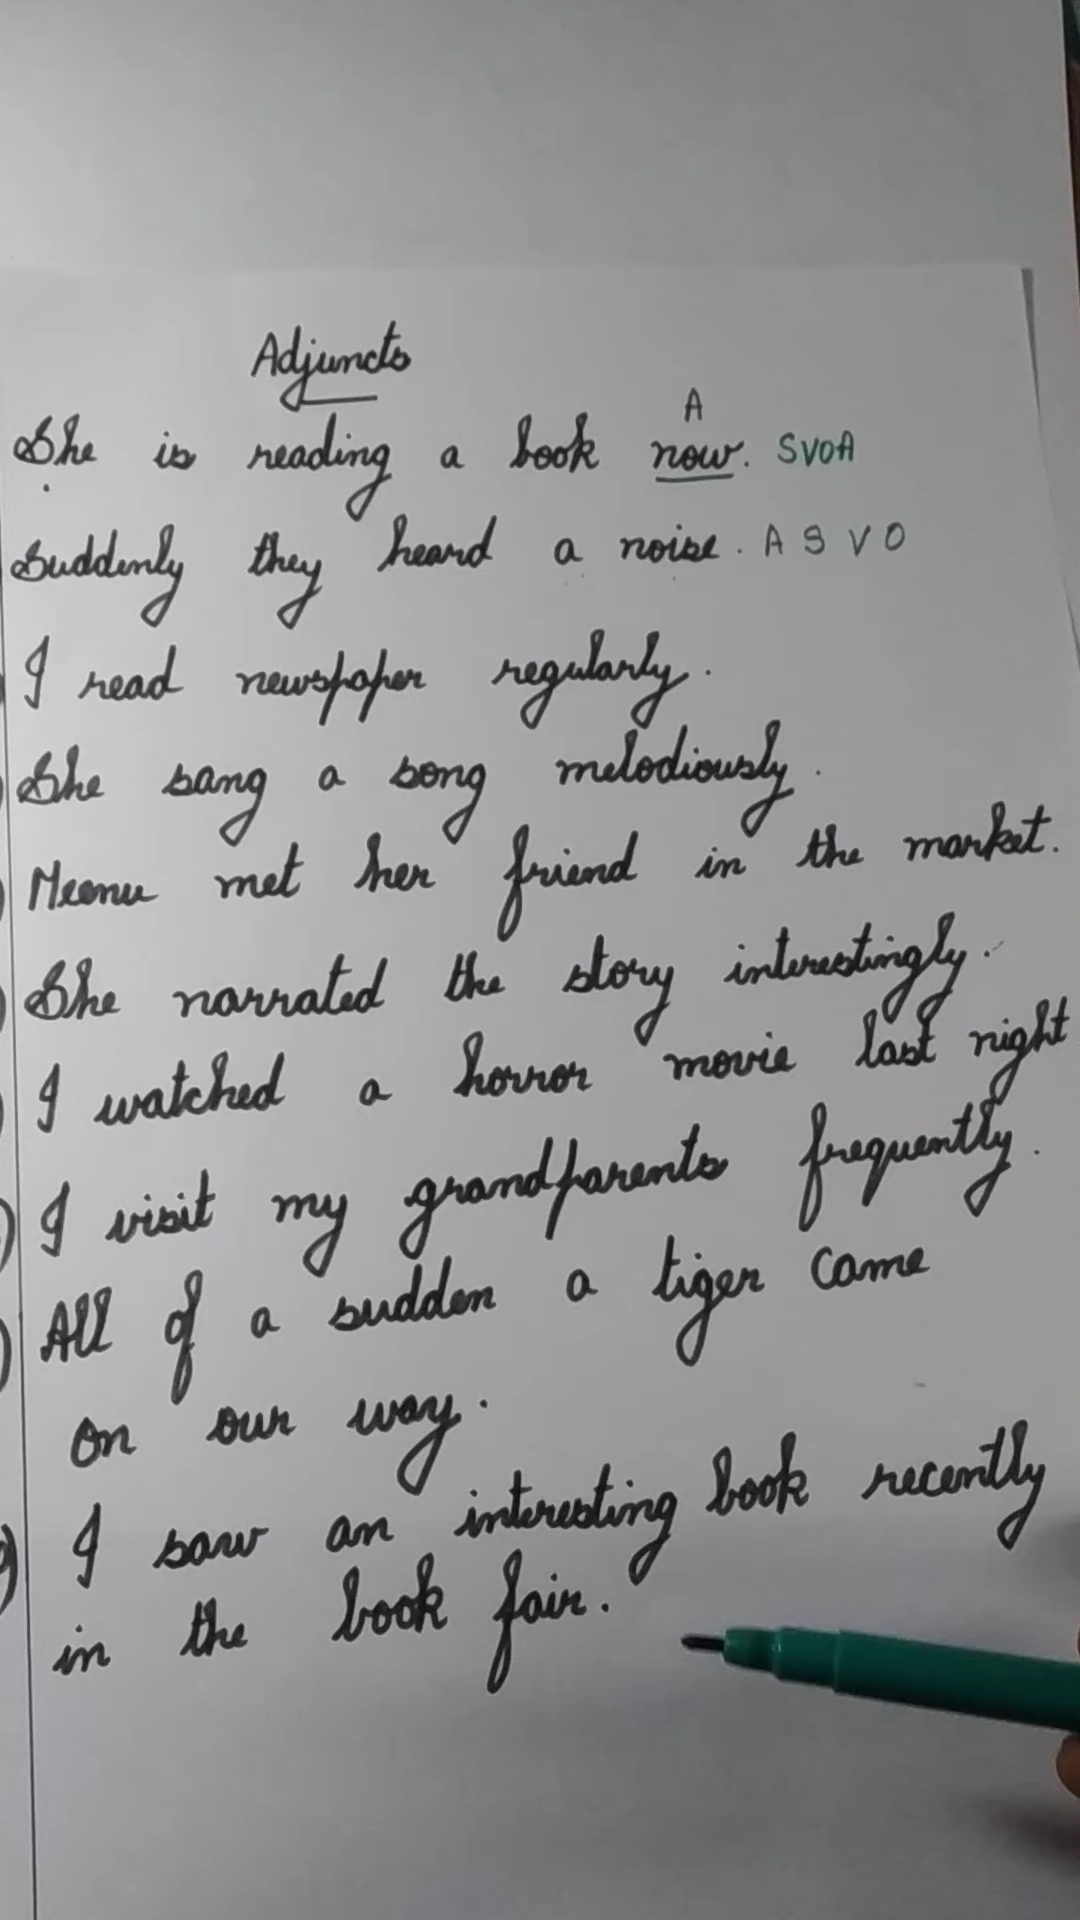 Adjuncts
A
She is reading a book now. SVOA
Suddenly they heard a noise. A S V O
I read newspaper regularly.
She sang a song melodiously.
Meenu met her friend in the market.
She narrated the story interestingly.
I watched a horror movie last night
I visit my grandparents frequently.
All of a sudden a tiger came
on our way.
I saw an interesting book recently
in the book fair.